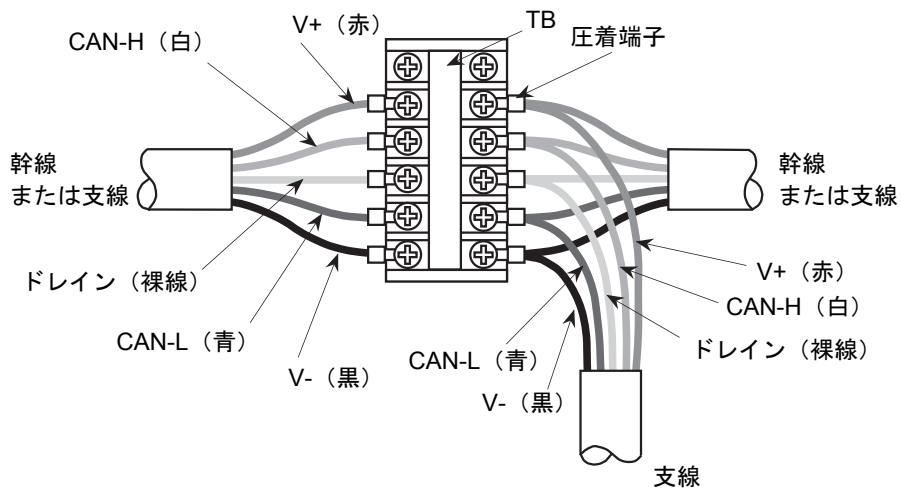 V+（赤）
TB
CAN-H（白）
圧着端子
幹線
または支線
幹線
または支線
ドレイン（裸線）
V+（赤）
CAN-H（白）
CAN-L（青）
CAN-L（青）
ドレイン（裸線）
V-（黒）
V-（黒）
支線